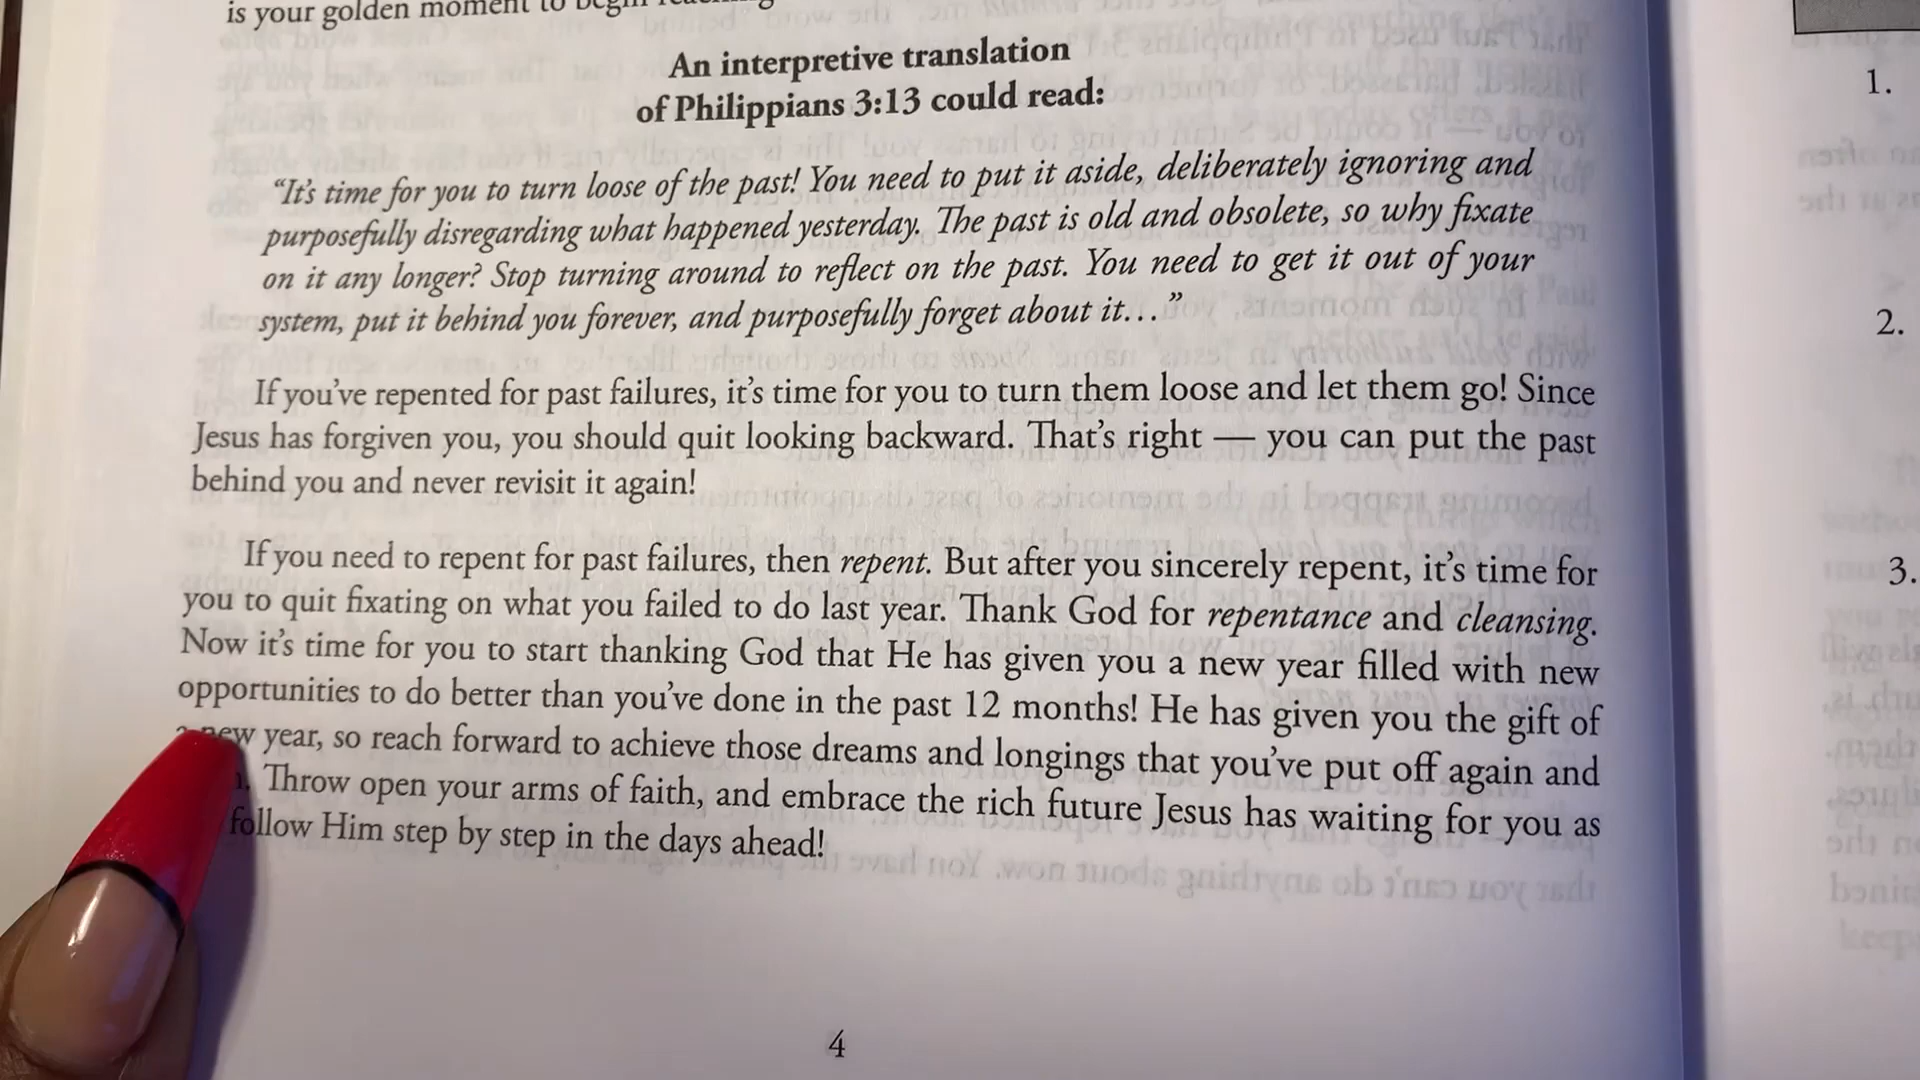 is your golden moment to begin reaching
An interpretive translation
of Philippians 3:13 could read:
“It’s time for you to turn loose of the past! You need to put it aside, deliberately ignoring and
purposefully disregarding what happened yesterday. The past is old and obsolete, so why fixate
on it any longer? Stop turning around to reflect on the past. You need to get it out of your
system, put it behind you forever, and purposefully forget about it…”
If you’ve repented for past failures, it’s time for you to turn them loose and let them go! Since
Jesus has forgiven you, you should quit looking backward. That’s right — you can put the past
behind you and never revisit it again!
If you need to repent for past failures, then repent. But after you sincerely repent, it’s time for
you to quit fixating on what you failed to do last year. Thank God for repentance and cleansing.
Now it’s time for you to start thanking God that He has given you a new year filled with new
opportunities to do better than you’ve done in the past 12 months! He has given you the gift of
a new year, so reach forward to achieve those dreams and longings that you’ve put off again and
Throw open your arms of faith, and embrace the rich future Jesus has waiting for you as
follow Him step by step in the days ahead!
4
1.
2.
3.